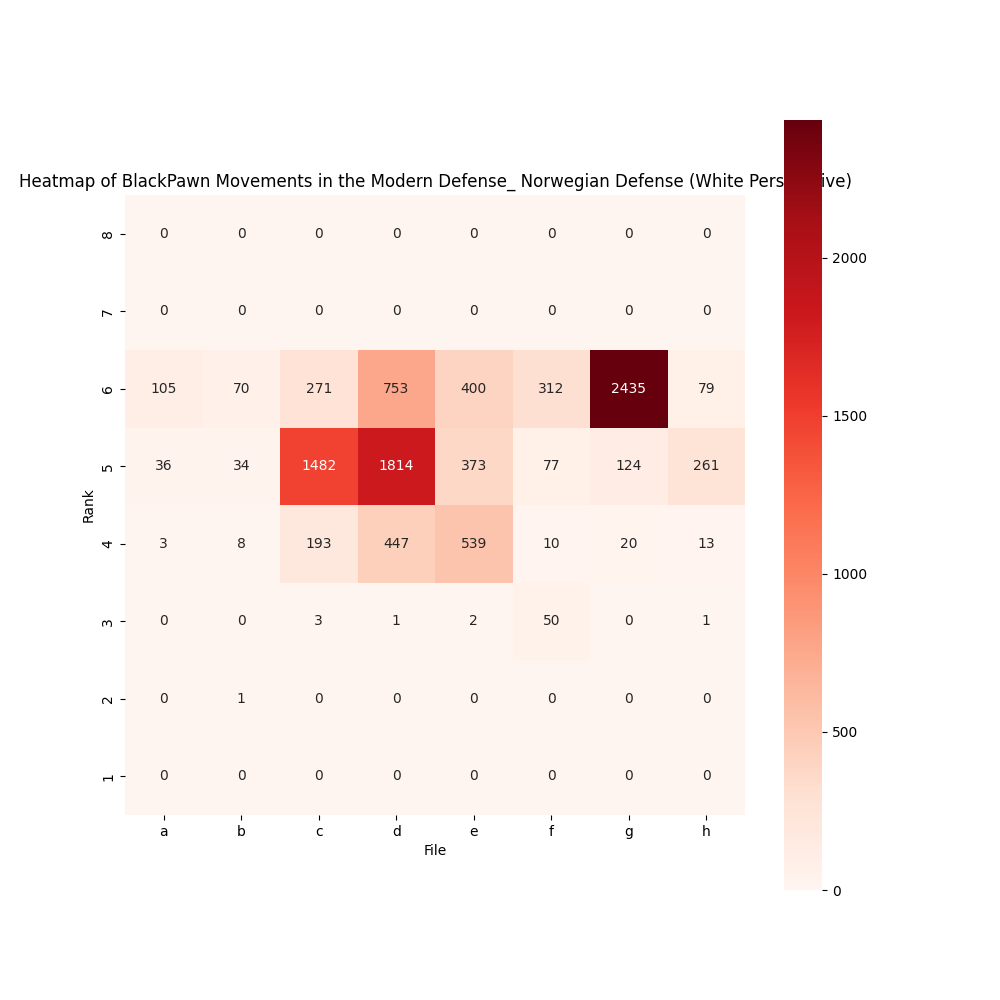 Heatmap of BlackPawn Movements in the Modern Defense_ Norwegian Defense (White Pers ive)
8 0 0 0 0 0 0 0 0
7 0 0 0 0 0 0 0 0
6 105 70 271 753 400 312 2435 79
5 36 34 1482 1814 373 77 124 261
4 3 8 193 447 539 10 20 13
3 0 0 3 1 2 50 0 1
2 0 1 0 0 0 0 0 0
1 0 0 0 0 0 0 0 0
a b c d e f g h
File
Rank
2000
1500
1000
500
0